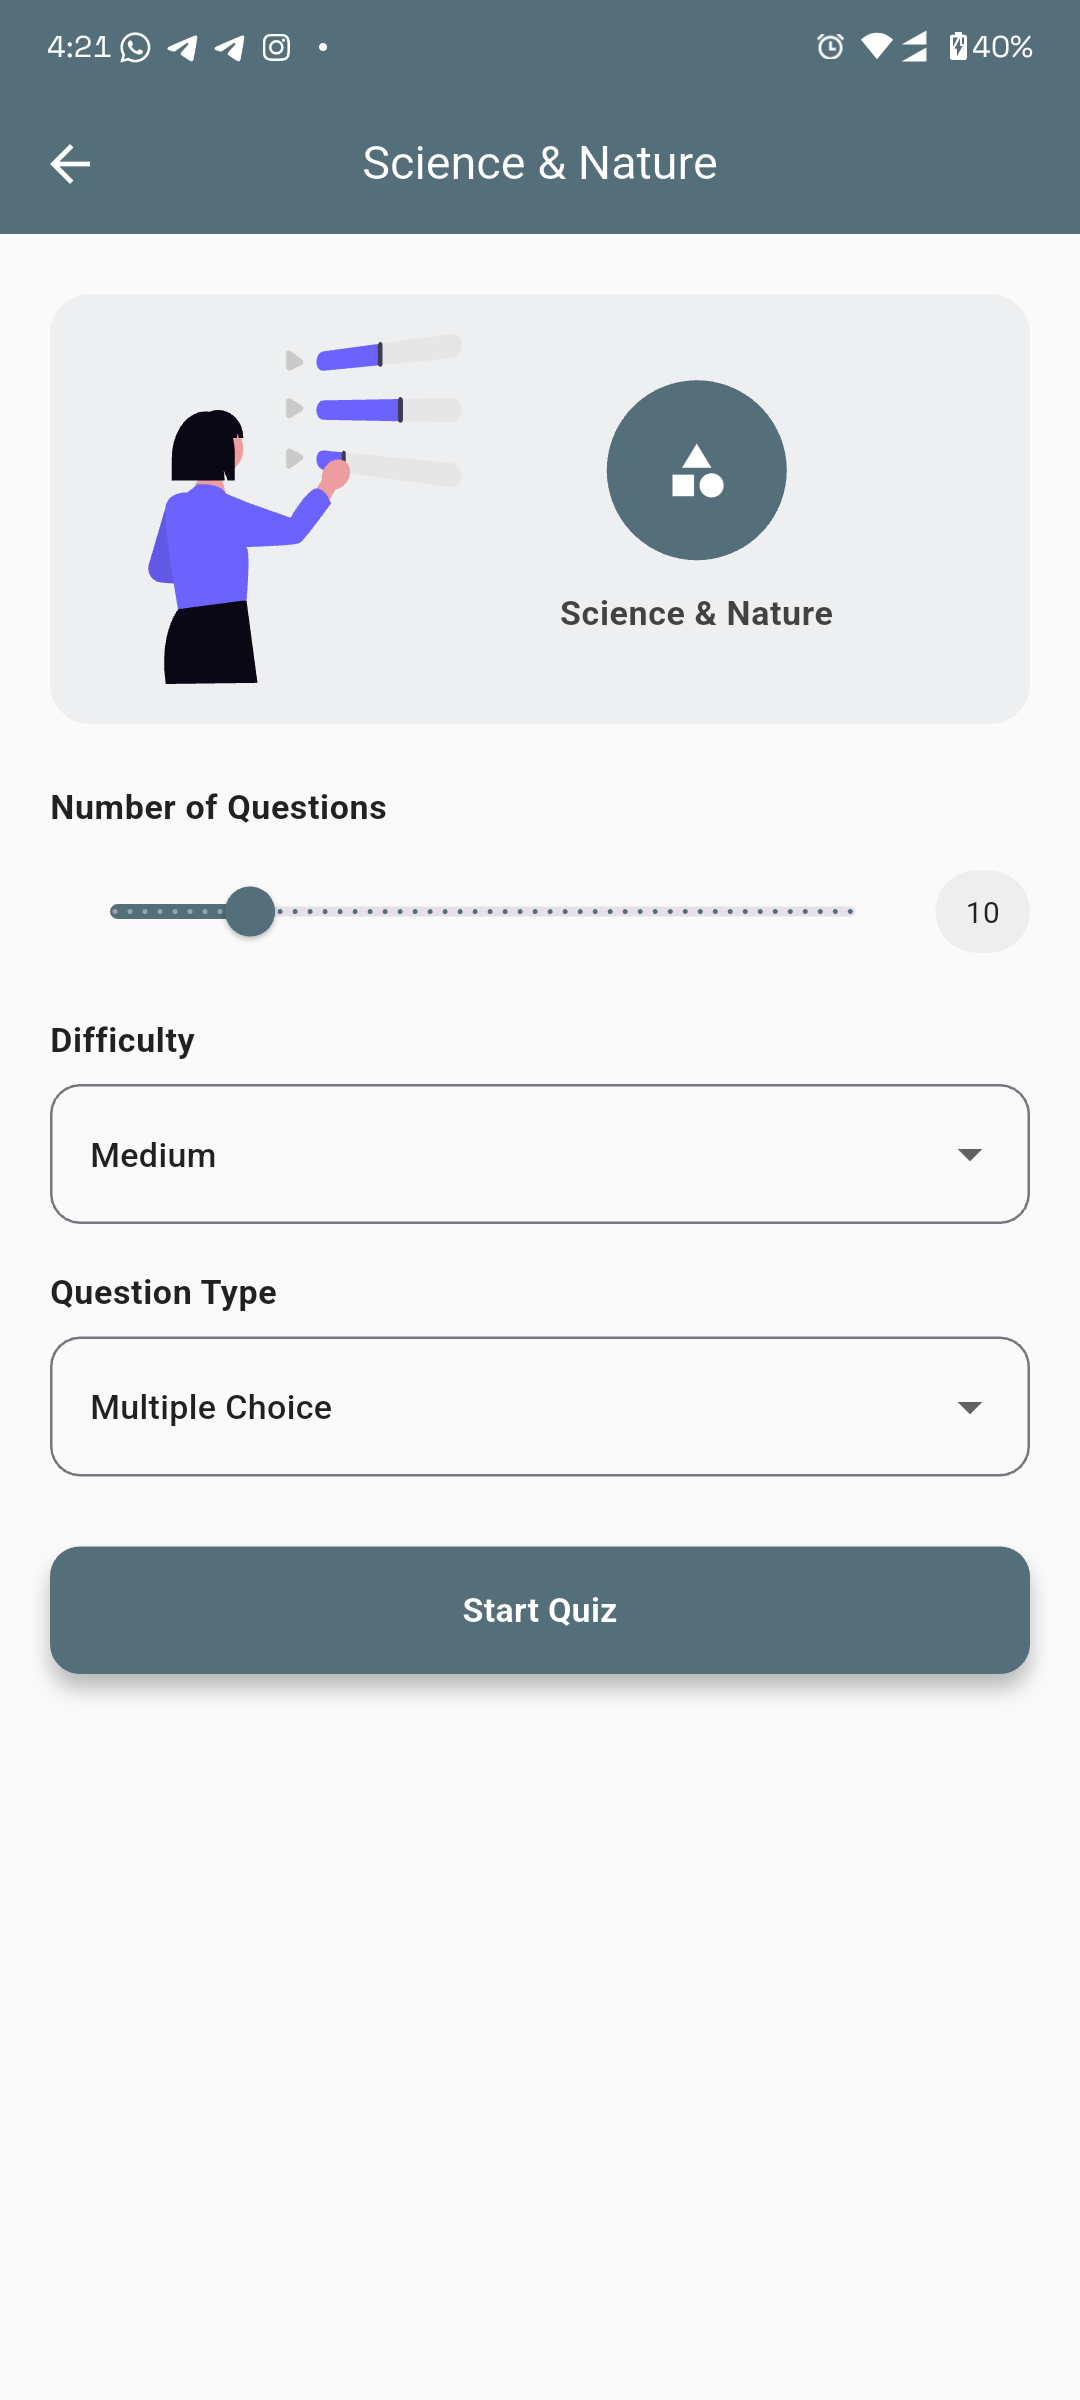 4:21
40%
Science & Nature
Science & Nature
Number of Questions
10
Difficulty
Medium
Question Type
Multiple Choice
Start Quiz